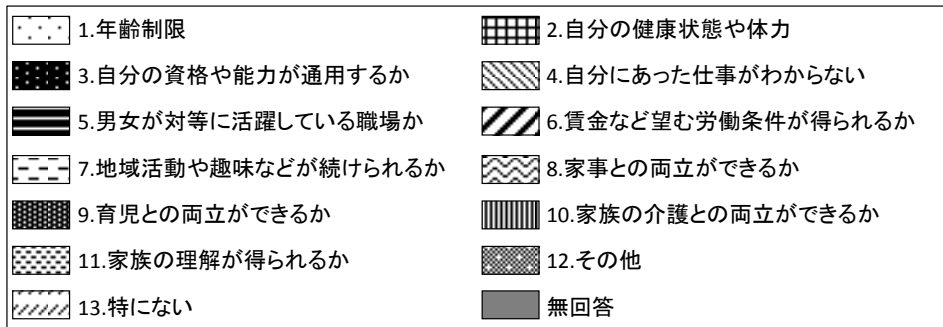 1.年齢制限
2.自分の健康状態や体力
3.自分の資格や能力が通用するか
4.自分にあった仕事がわからない
5.男女が対等に活躍している職場か
6.賃金など望む労働条件が得られるか
7.地域活動や趣味などが続けられるか
8.家事との両立ができるか
9.育児との両立ができるか
10.家族の介護との両立ができるか
11.家族の理解が得られるか
12.その他
13.特にない
無回答